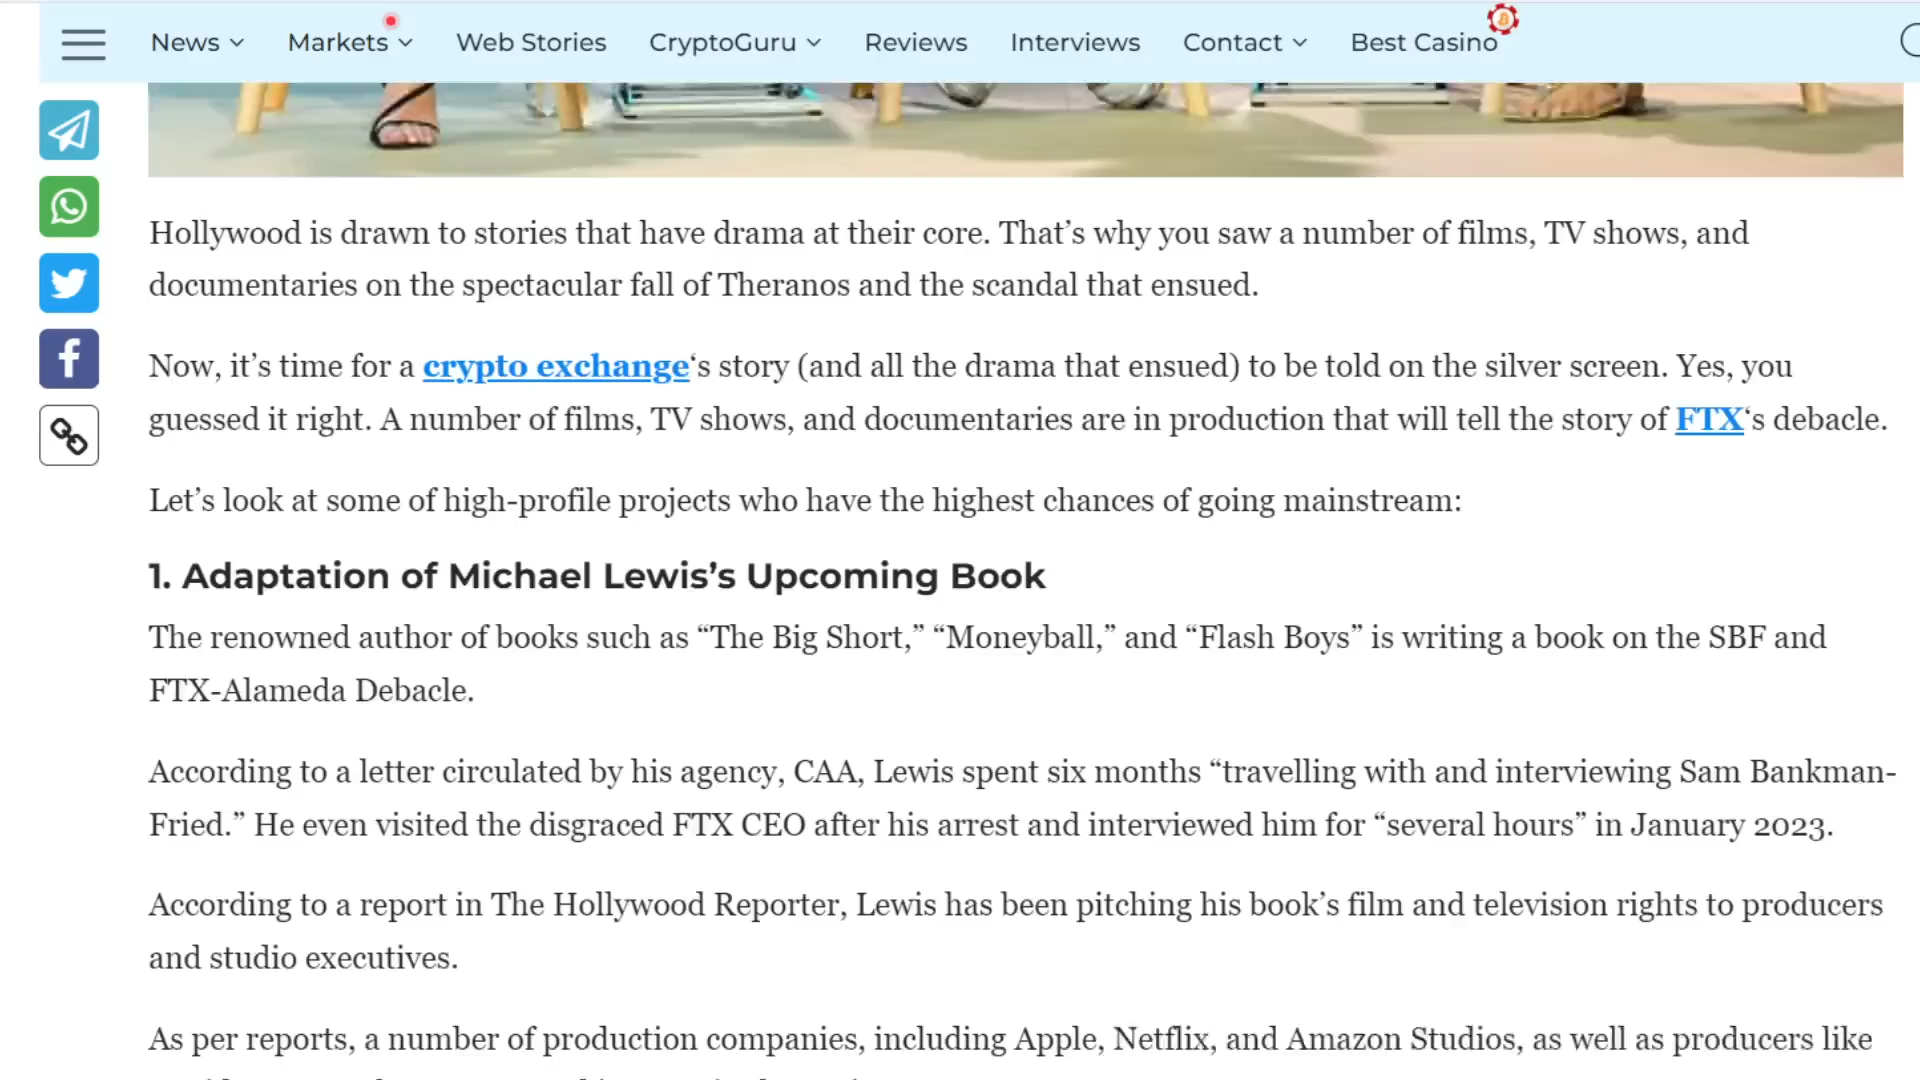 News Markets Web Stories CryptoGuru Reviews Interviews Contact Best Casino
Hollywood is drawn to stories that have drama at their core. That’s why you saw a number of films, TV shows, and
documentaries on the spectacular fall of Theranos and the scandal that ensued.
Now, it’s time for a crypto exchange‘s story (and all the drama that ensued) to be told on the silver screen. Yes, you
guessed it right. A number of films, TV shows, and documentaries are in production that will tell the story of FTX‘s debacle.
Let’s look at some of high-profile projects who have the highest chances of going mainstream:
1. Adaptation of Michael Lewis’s Upcoming Book
The renowned author of books such as “The Big Short,” “Moneyball,” and “Flash Boys” is writing a book on the SBF and
FTX-Alameda Debacle.
According to a letter circulated by his agency, CAA, Lewis spent six months “travelling with and interviewing Sam Bankman-
Fried.” He even visited the disgraced FTX CEO after his arrest and interviewed him for “several hours” in January 2023.
According to a report in The Hollywood Reporter, Lewis has been pitching his book’s film and television rights to producers
and studio executives.
As per reports, a number of production companies, including Apple, Netflix, and Amazon Studios, as well as producers like